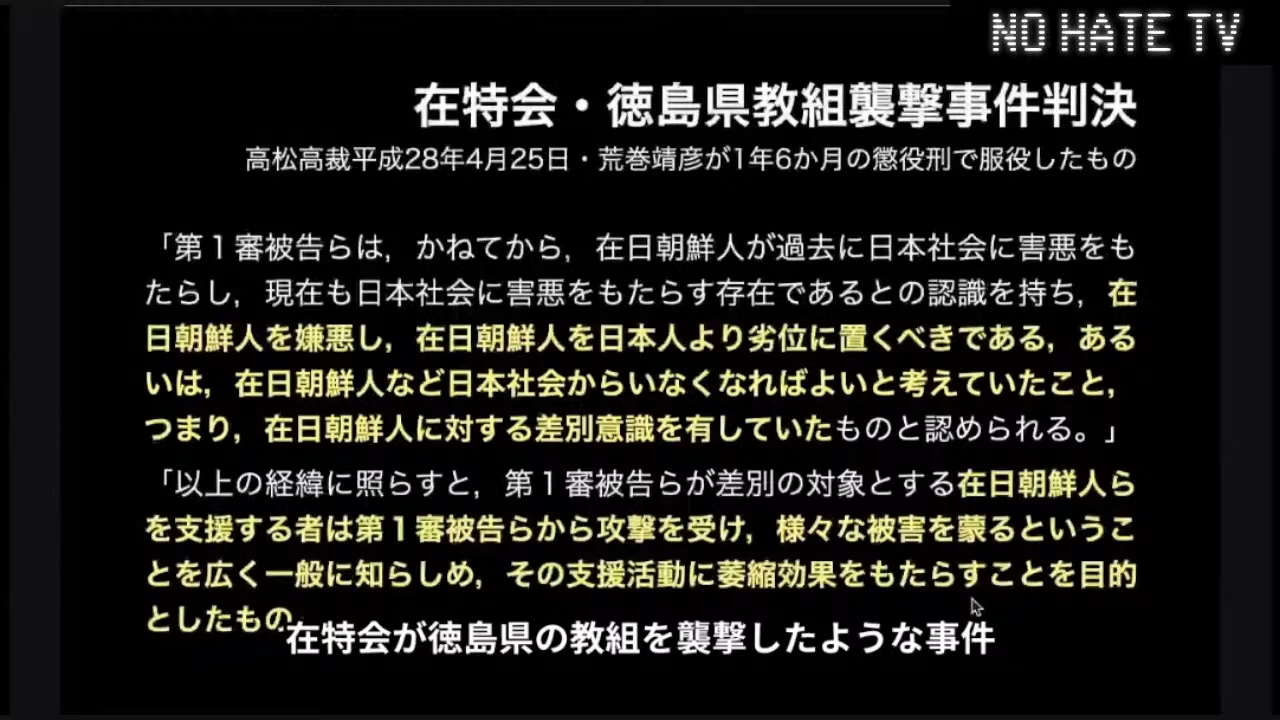 NO HATE TV
在特会・徳島県教組襲撃事件判決
高松高裁平成28年4月25日・荒巻靖彦が1年6か月の懲役刑で服役したもの
「第1審被告らは，かねてから，在日朝鮮人が過去に日本社会に害悪をも
たらし，現在も日本社会に害悪をもたらす存在であるとの認識を持ち，在
日朝鮮人を嫌悪し，在日朝鮮人を日本人より劣位に置くべきである，ある
いは，在日朝鮮人など日本社会からいなくなればよいと考えていたこと，
つまり，在日朝鮮人に対する差別意識を有していたものと認められる。」
「以上の経緯に照らすと，第1審被告らが差別の対象とする在日朝鮮人ら
を支援する者は第1審被告らから攻撃を受け，様々な被害を蒙るというこ
とを広く一般に知らしめ，その支援活動に萎縮効果をもたらすことを目的
としたもの
在特会が徳島県の教組を襲撃したような事件